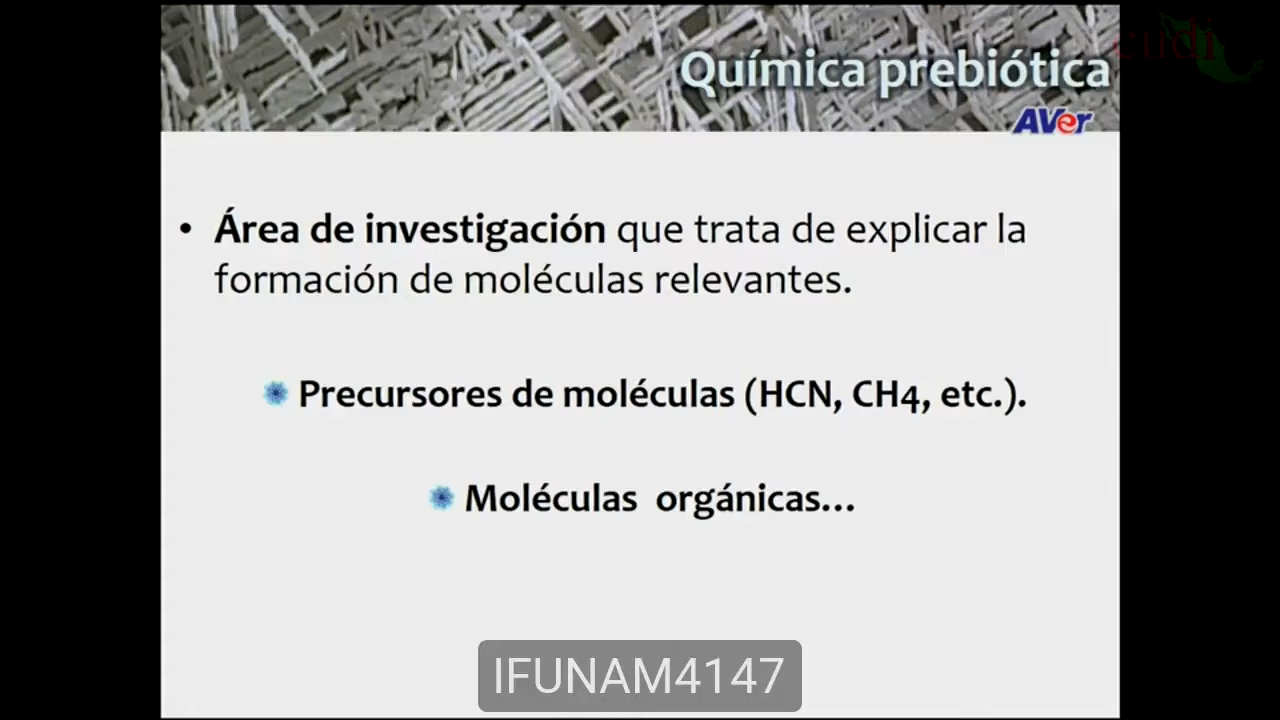 cudi
Química prebiótica
AVer
• Área de investigación que trata de explicar la
formación de moléculas relevantes.
Precursores de moléculas (HCN, CH4, etc.).
Moléculas orgánicas...
IFUNAM4147